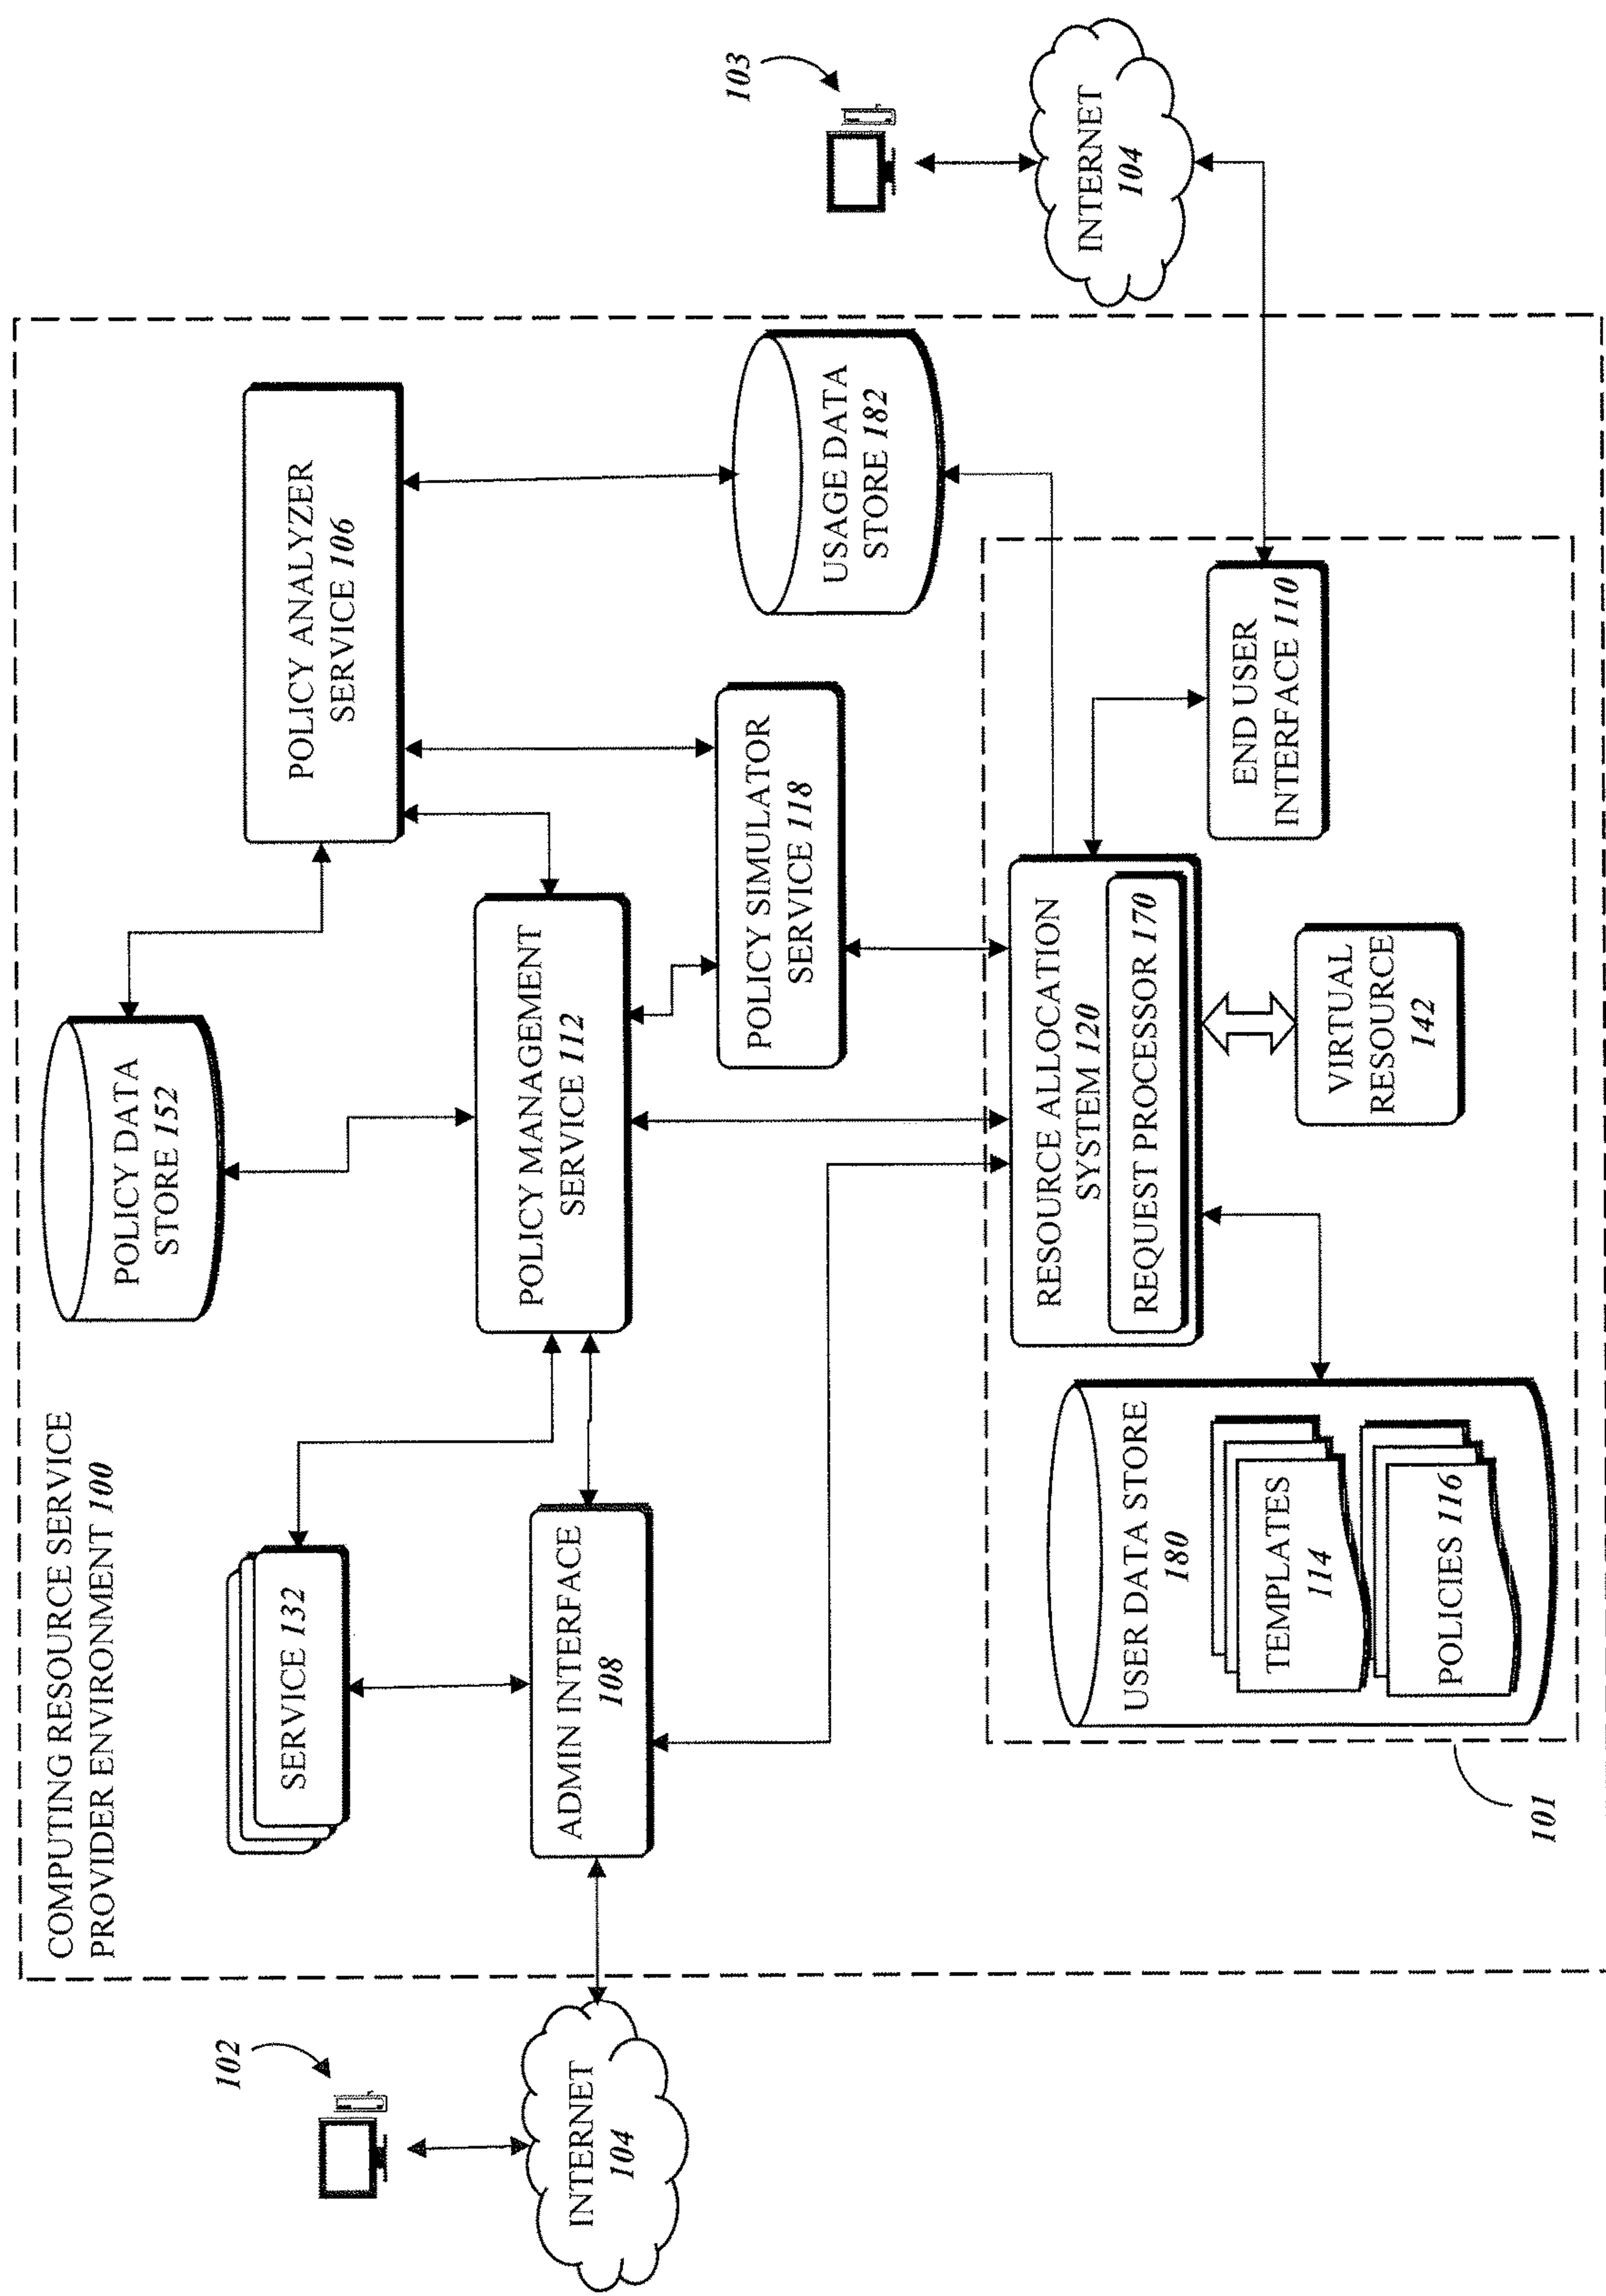 COMPUTING RESOURCE SERVICE
PROVIDER ENVIRONMENT 100
POLICY DATA
STORE 152
POLICY ANALYZER
SERVICE 106
SERVICE 132
102
POLICY MANAGEMENT
SERVICE 112
ADMIN INTERFACE
108
INTERNET
104
POLICY SIMULATOR
SERVICE 118
USAGE DATA
STORE 182
103
INTERNET
104
RESOURCE ALLOCATION
SYSTEM 120
REQUEST PROCESSOR 170
USER DATA STORE
180
TEMPLATES
114
POLICIES 116
END USER
INTERFACE 110
VIRTUAL
RESOURCE
142
101